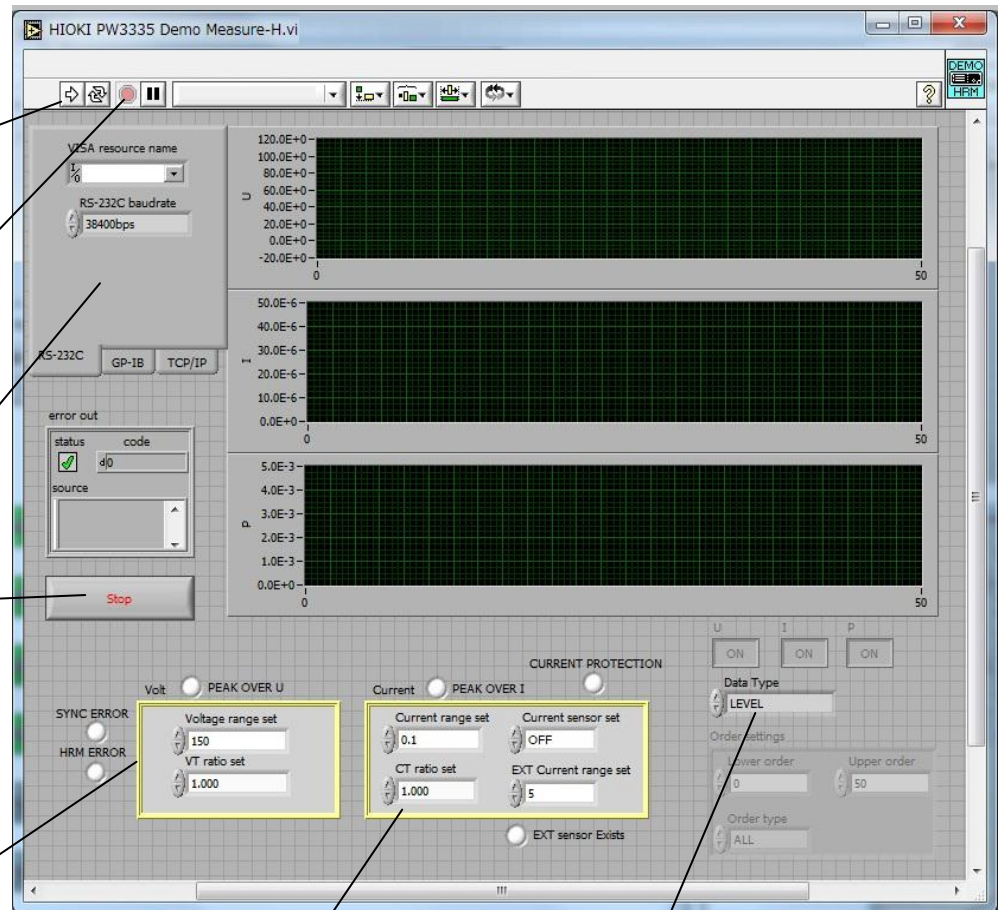 HIOKI PW3335 Demo Measure-H.vi
DEMO
HRM
VISA resource name
RS-232C baudrate
38400bps
RS-232C GP-IB TCP/IP
120.0E+0
100.0E+0
80.0E+0
60.0E+0
40.0E+0
20.0E+0
0.0E+0
-20.0E+0
U
0 50
50.0E-6
40.0E-6
30.0E-6
20.0E-6
10.0E-6
0.0E+0
I
0 50
5.0E-3
4.0E-3
3.0E-3
2.0E-3
1.0E-3
0.0E+0
P
0 50
error out
status code
d 0
source
Stop
U I P
ON ON ON
Data Type
LEVEL
Order settings
Lower order Upper order
0 50
Order type
ALL
SYNC ERROR
HRM ERROR
Volt PEAK OVER U
Voltage range set
150
VT ratio set
1.000
Current PEAK OVER I
CURRENT PROTECTION
Current range set Current sensor set
0.1 OFF
CT ratio set EXT Current range set
1.000 5
EXT sensor Exists